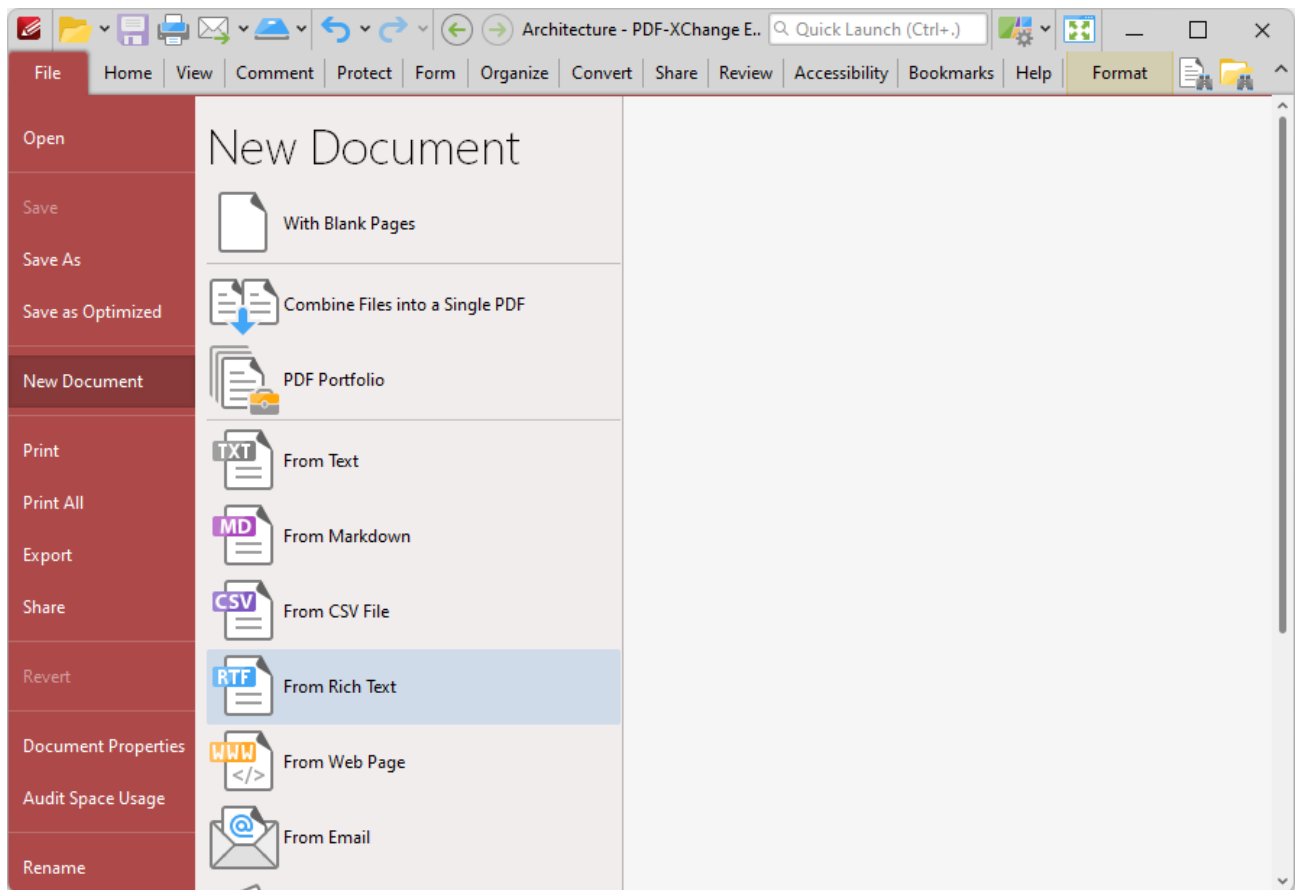 Architecture - PDF-XChange E..
Quick Launch (Ctrl+.)
File Home View Comment Protect Form Organize Convert Share Review Accessibility Bookmarks Help Format
Open
Save
Save As
Save as Optimized
New Document
Print
Print All
Export
Share
Revert
Document Properties
Audit Space Usage
Rename
New Document
With Blank Pages
Combine Files into a Single PDF
PDF Portfolio
TXT From Text
MD From Markdown
CSV From CSV File
RTF From Rich Text
WWW </> From Web Page
@ From Email